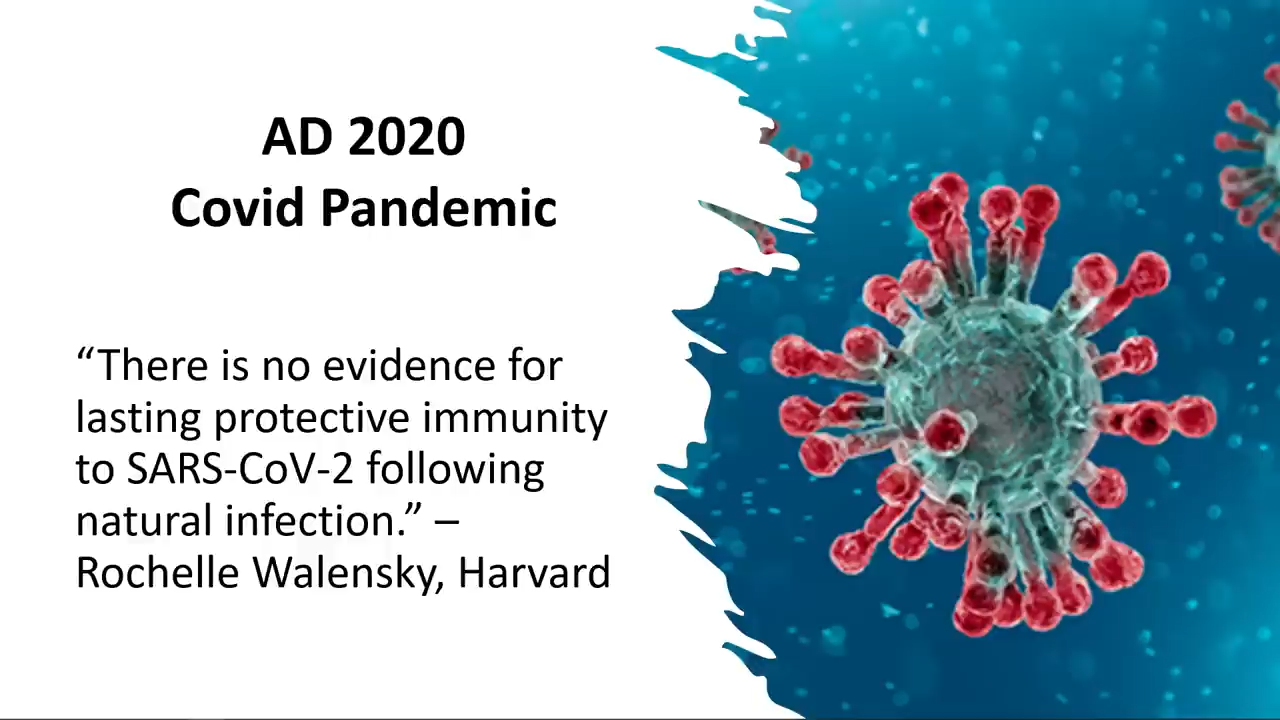 AD 2020
Covid Pandemic
“There is no evidence for
lasting protective immunity
to SARS-CoV-2 following
natural infection.” –
Rochelle Walensky, Harvard